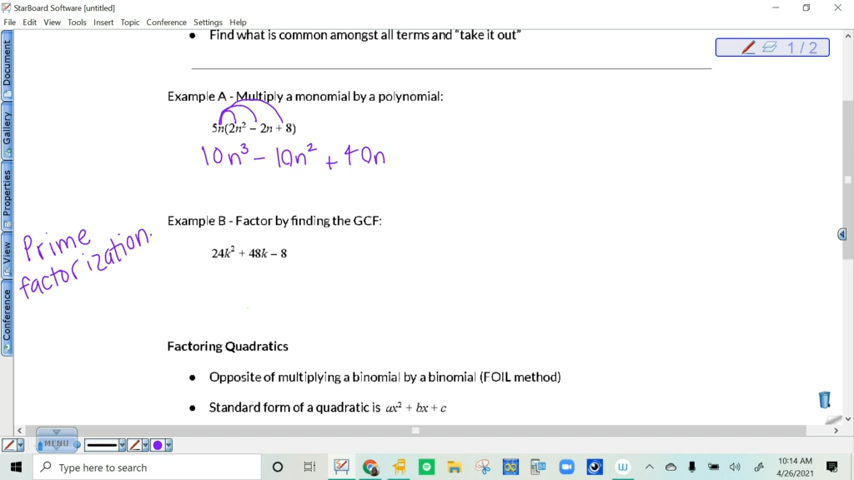 StarBoard Software [untitled]
File Edit View Tools Insert Topic Conference Settings Help
Document
Gallery
Properties
View
Conference
1 / 2
● Find what is common amongst all terms and "take it out"
Example A - Multiply a monomial by a polynomial:
5n(2n² − 2n + 8)
10n³ − 10n² + 40n
Example B - Factor by finding the GCF:
Prime
factorization.
24k² + 48k − 8
Factoring Quadratics
● Opposite of multiplying a binomial by a binomial (FOIL method)
● Standard form of a quadratic is ax² + bx + c
MENU
Type here to search
10:14 AM
4/26/2021